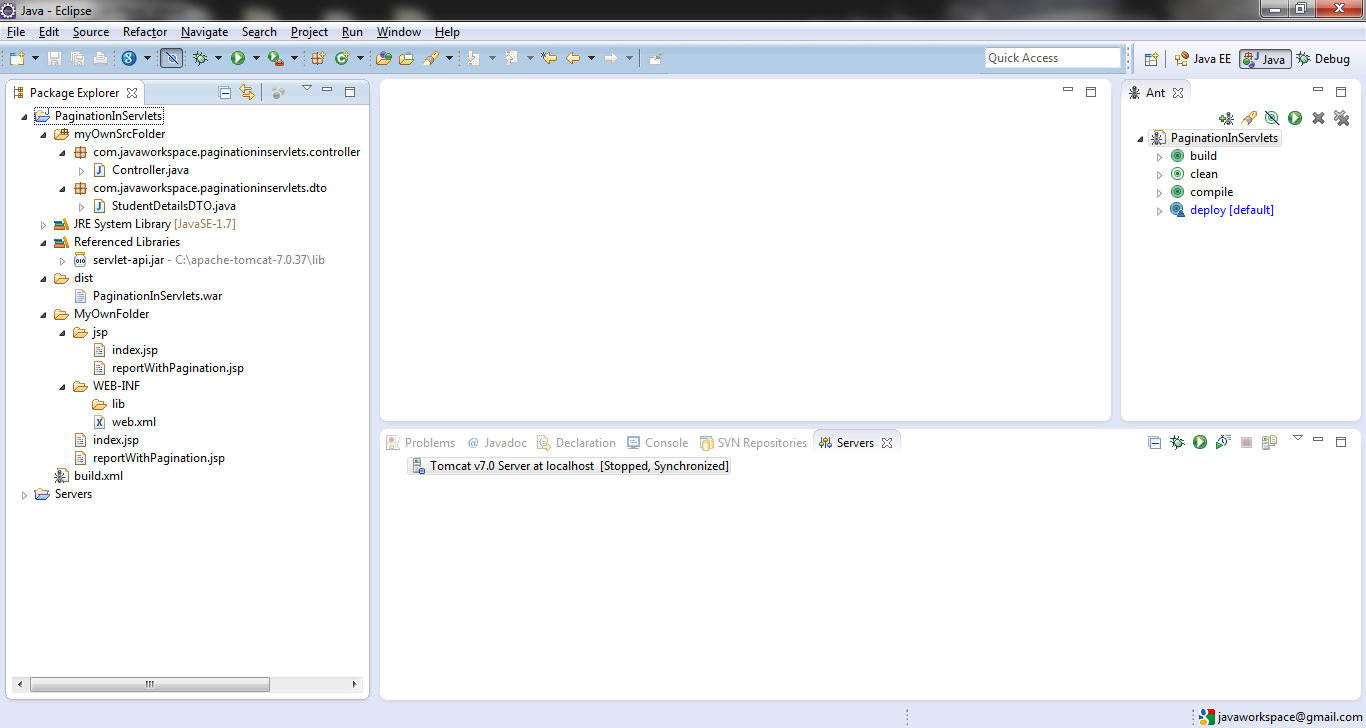 Java - Eclipse
File Edit Source Refactor Navigate Search Project Run Window Help
Quick Access
Java EE
Java
Debug
Package Explorer
PaginationInServlets
myOwnSrcFolder
com.javaworkspace.paginationinservlets.controller
Controller.java
com.javaworkspace.paginationinservlets.dto
StudentDetailsDTO.java
JRE System Library [JavaSE-1.7]
Referenced Libraries
servlet-api.jar - C:\apache-tomcat-7.0.37\lib
dist
PaginationInServlets.war
MyOwnFolder
jsp
index.jsp
reportWithPagination.jsp
WEB-INF
lib
web.xml
index.jsp
reportWithPagination.jsp
build.xml
Servers
Ant
PaginationInServlets
build
clean
compile
deploy [default]
Problems @ Javadoc Declaration Console SVN Repositories Servers
Tomcat v7.0 Server at localhost [Stopped, Synchronized]
javaworkspace@gmail.com